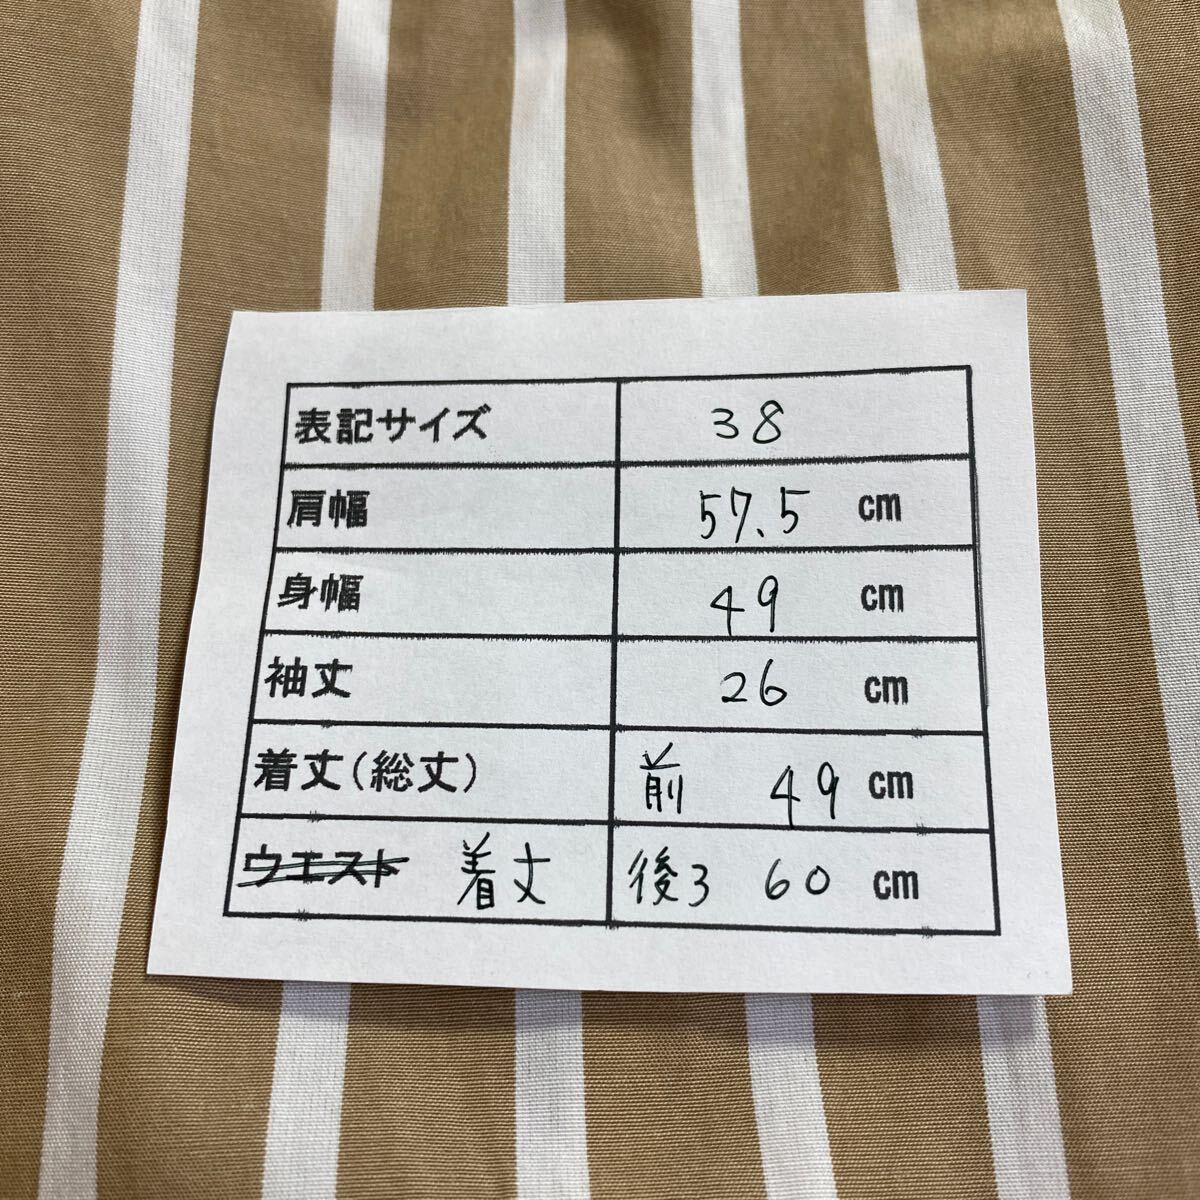 表記サイズ 38
肩幅 57.5 cm
身幅 49 cm
袖丈 26 cm
着丈(総丈) 前 49 cm
ウエスト 着丈 後ろ 60 cm